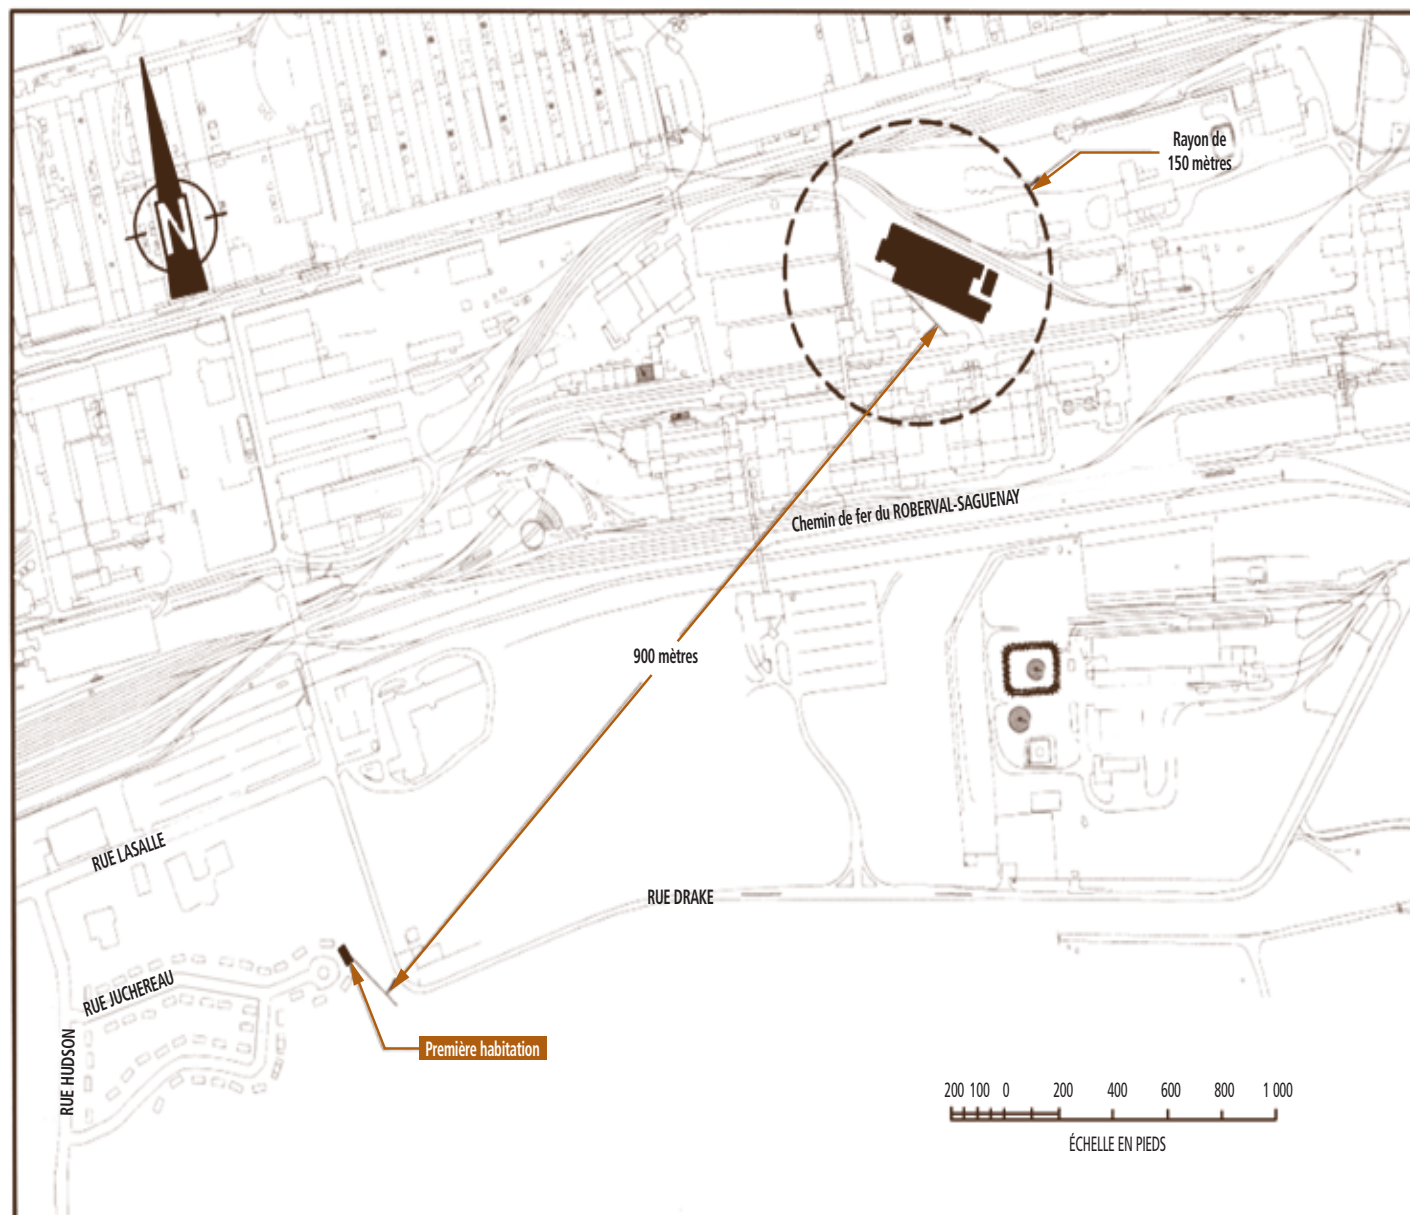 Rayon de
150 mètres
N
Chemin de fer du ROBERVAL-SAGUENAY
900 mètres
RUE LASALLE
RUE DRAKE
RUE JUCHEREAU
RUE HUDSON
Première habitation
200 100 0 200 400 600 800 1 000
ÉCHELLE EN PIEDS